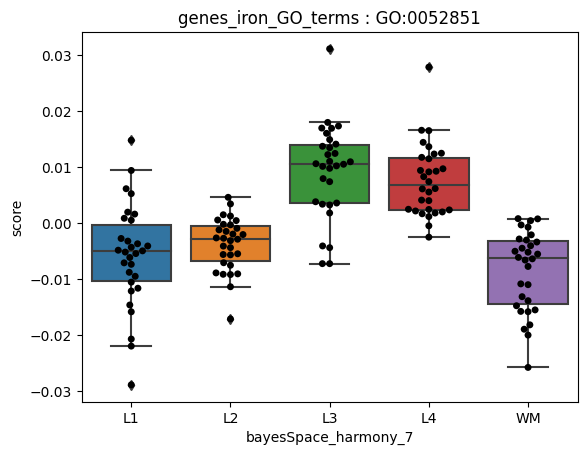 genes_iron_GO_terms : GO:0052851
0.03
0.02
0.01
0.00
−0.01
−0.02
−0.03
score
L1 L2 L3 L4 WM
bayesSpace_harmony_7